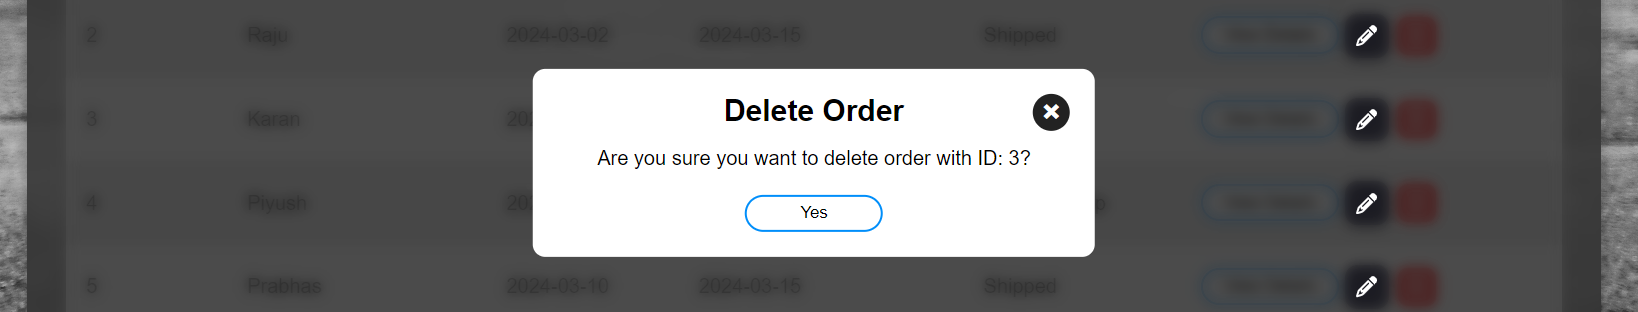 2 Raju 2024-03-02 2024-03-15 Shipped
Delete Order
3 Karan
Are you sure you want to delete order with ID: 3?
4 Piyush
Yes
5 Prabhas 2024-03-10 2024-03-15 Shipped